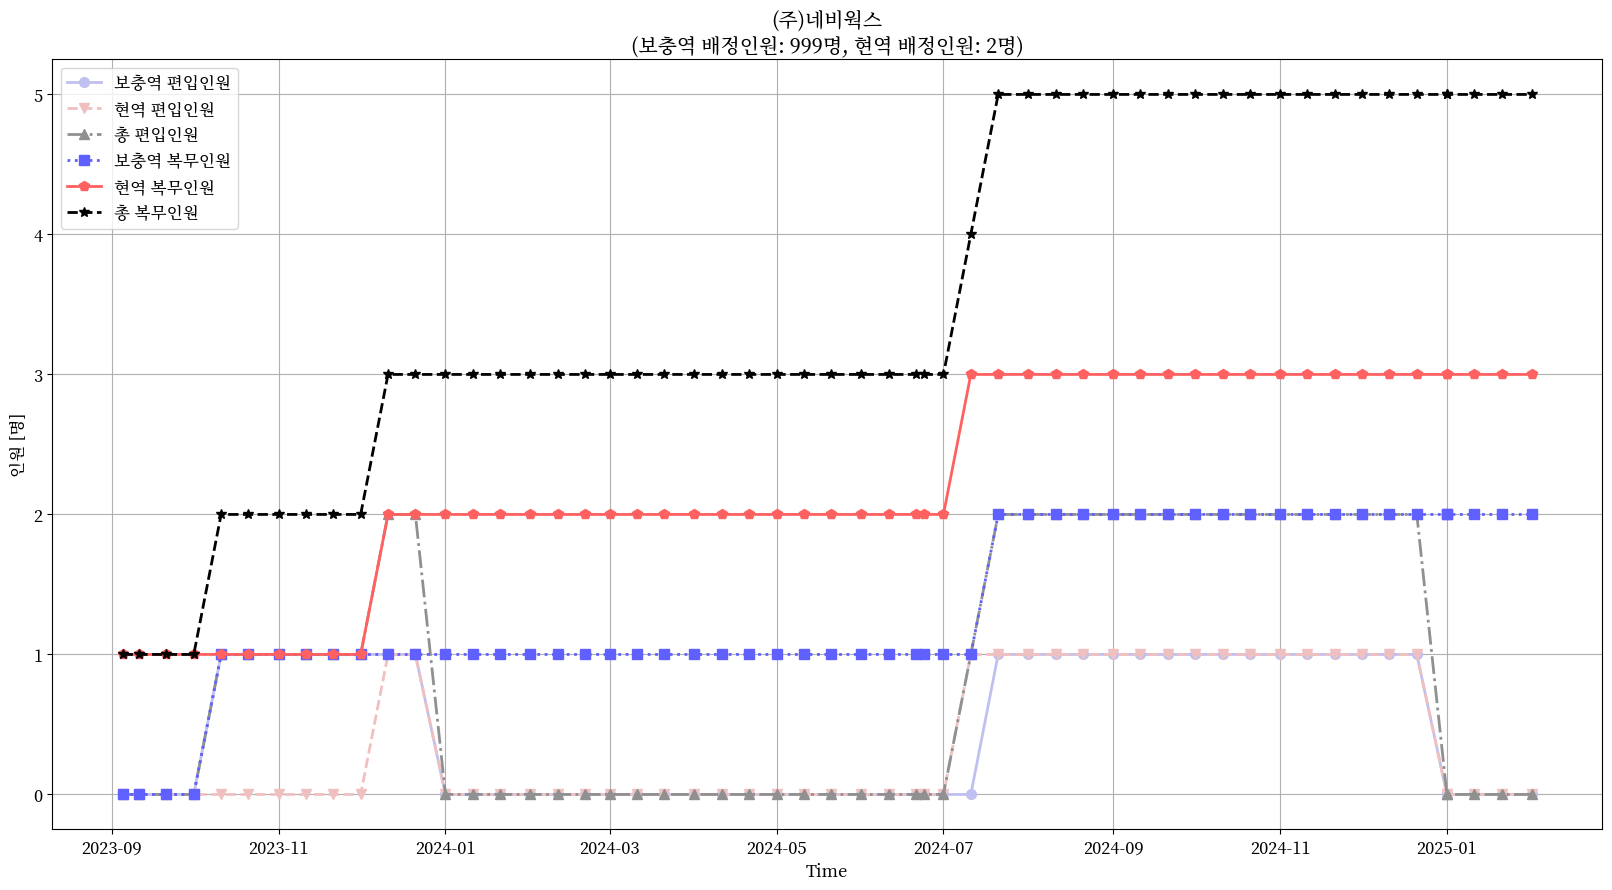 (주)네비웍스
(보충역 배정인원: 999명, 현역 배정인원: 2명)
보충역 편입인원
현역 편입인원
총 편입인원
보충역 복무인원
현역 복무인원
총 복무인원
인원 [명]
5
4
3
2
1
0
2023-09
2023-11
2024-01
2024-03
2024-05
2024-07
2024-09
2024-11
2025-01
Time